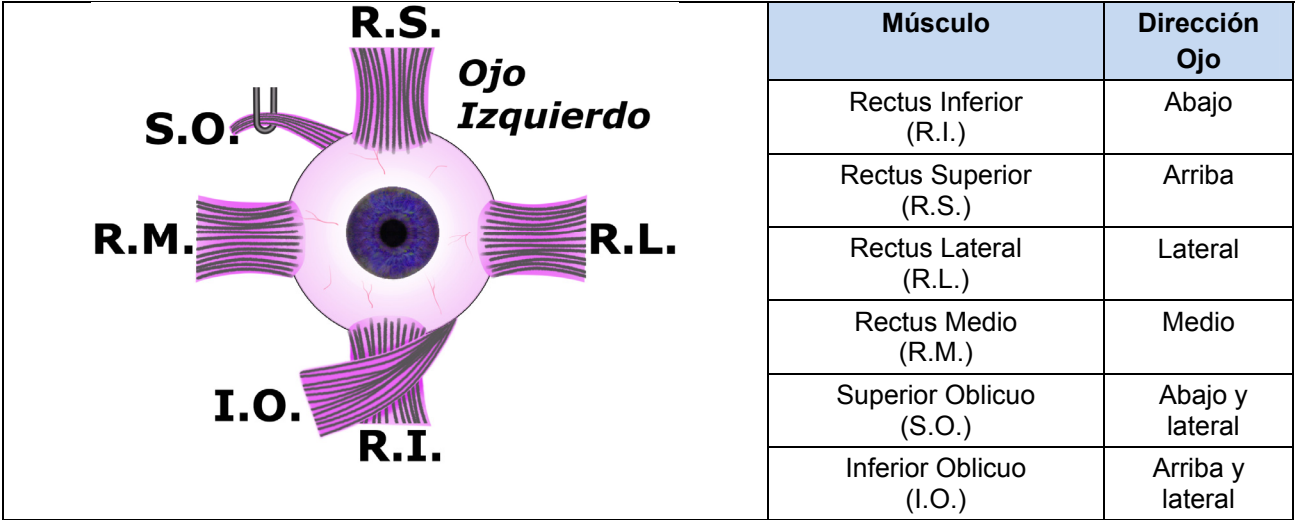 R.S.
Ojo
Izquierdo
S.O.
R.M.
R.L.
I.O.
R.I.
Músculo
Dirección
Ojo
Rectus Inferior
(R.I.)
Abajo
Rectus Superior
(R.S.)
Arriba
Rectus Lateral
(R.L.)
Lateral
Rectus Medio
(R.M.)
Medio
Superior Oblicuo
(S.O.)
Abajo y
lateral
Inferior Oblicuo
(I.O.)
Arriba y
lateral